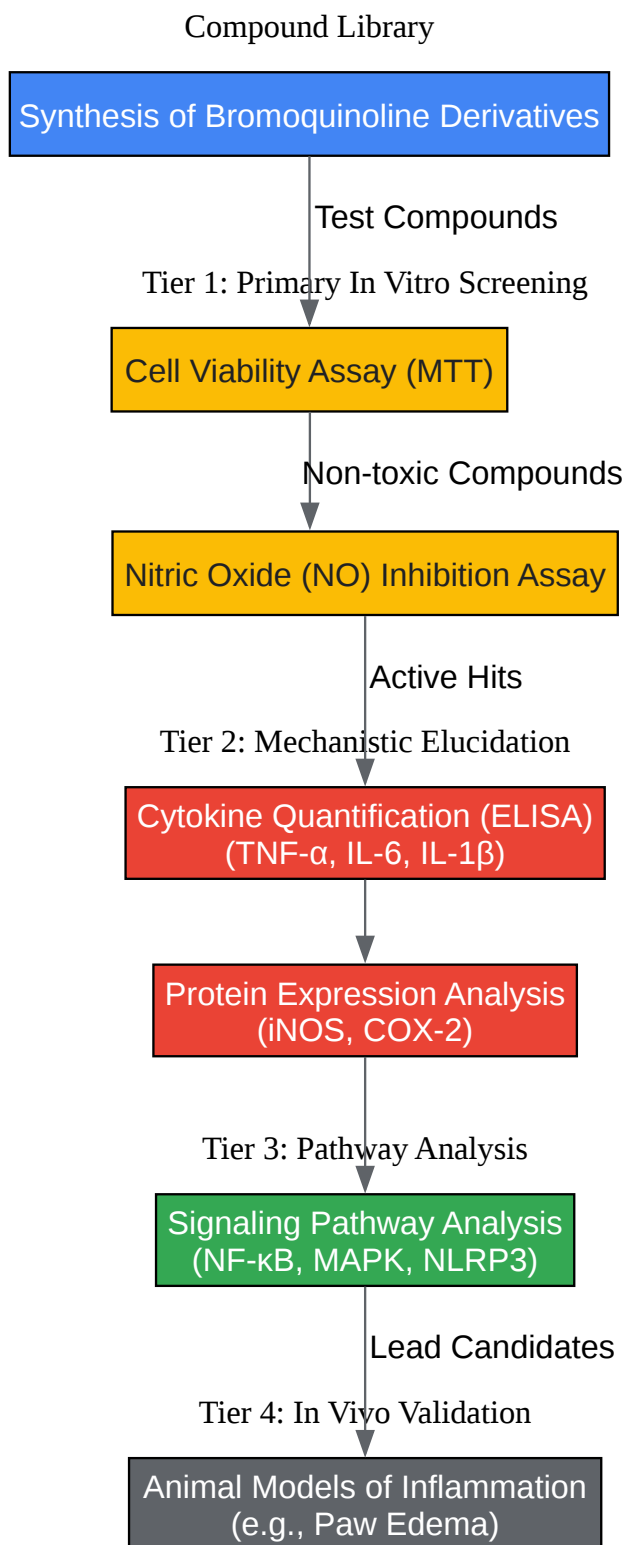 Compound Library
Synthesis of Bromoquinoline Derivatives
Test Compounds
Tier 1: Primary In Vitro Screening
Cell Viability Assay (MTT)
Non-toxic Compounds
Nitric Oxide (NO) Inhibition Assay
Active Hits
Tier 2: Mechanistic Elucidation
Cytokine Quantification (ELISA)
(TNF-α, IL-6, IL-1β)
Protein Expression Analysis
(iNOS, COX-2)
Tier 3: Pathway Analysis
Signaling Pathway Analysis
(NF-κB, MAPK, NLRP3)
Lead Candidates
Tier 4: In Vivo Validation
Animal Models of Inflammation
(e.g., Paw Edema)